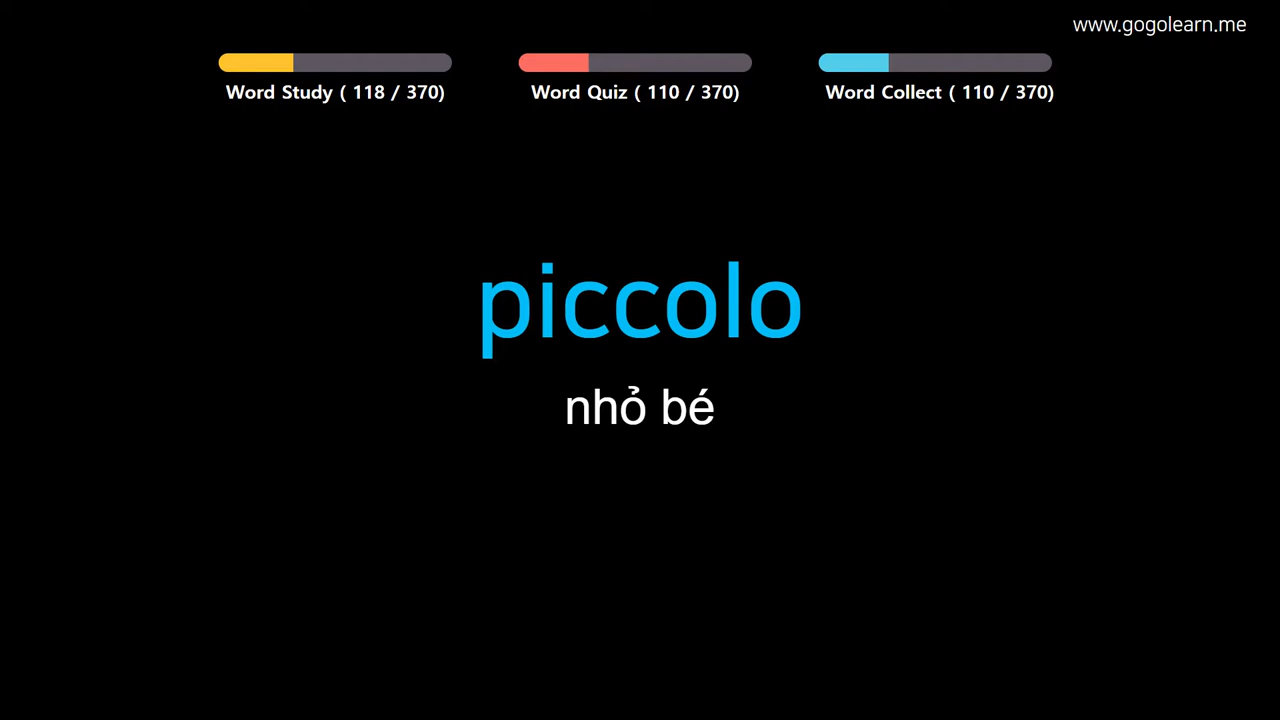 www.gogolearn.me
Word Study ( 118 / 370)
Word Quiz ( 110 / 370)
Word Collect ( 110 / 370)
piccolo
nhỏ bé